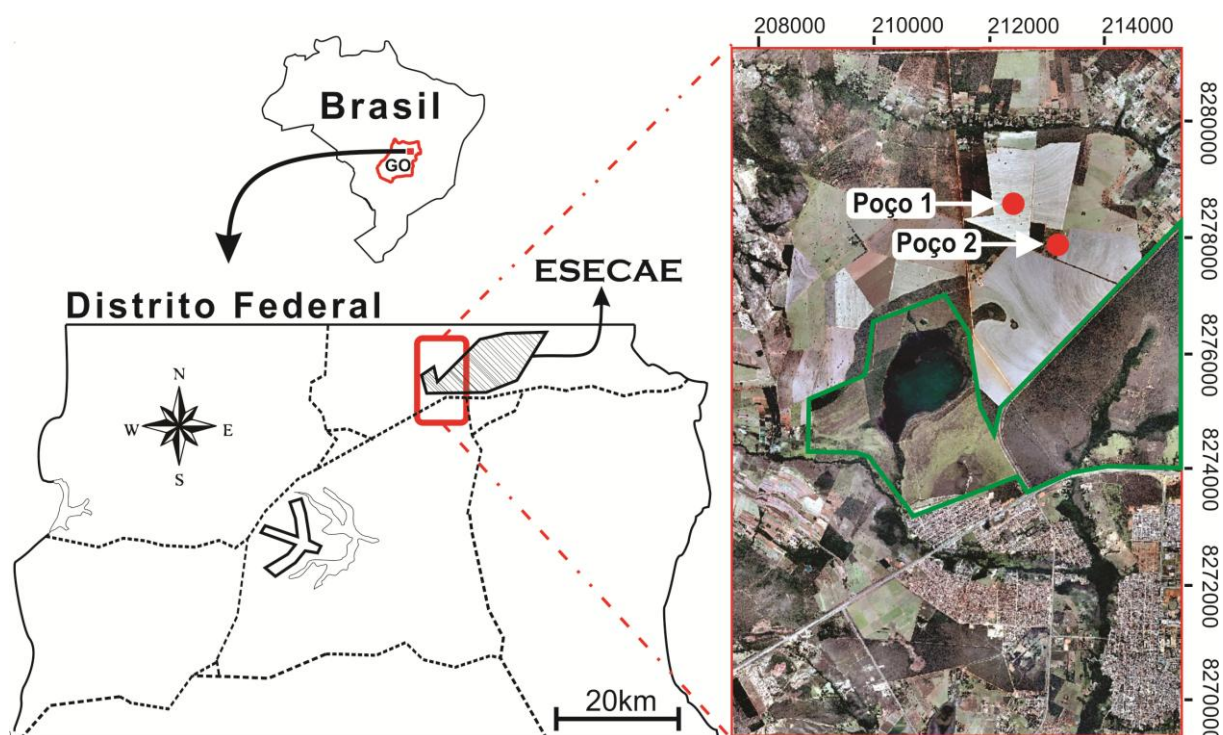 Brasil
GO
Distrito Federal
ESECAE
N
W
E
S
20km
208000
210000
212000
214000
Poço 1
Poço 2
8280000
8278000
8276000
8274000
8272000
8270000